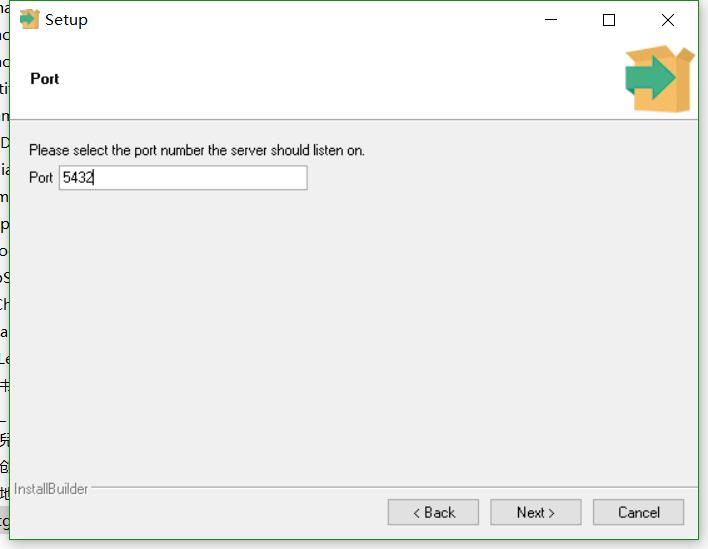 Setup
Port
Please select the port number the server should listen on.
Port 5432
InstallBuilder
< Back Next > Cancel